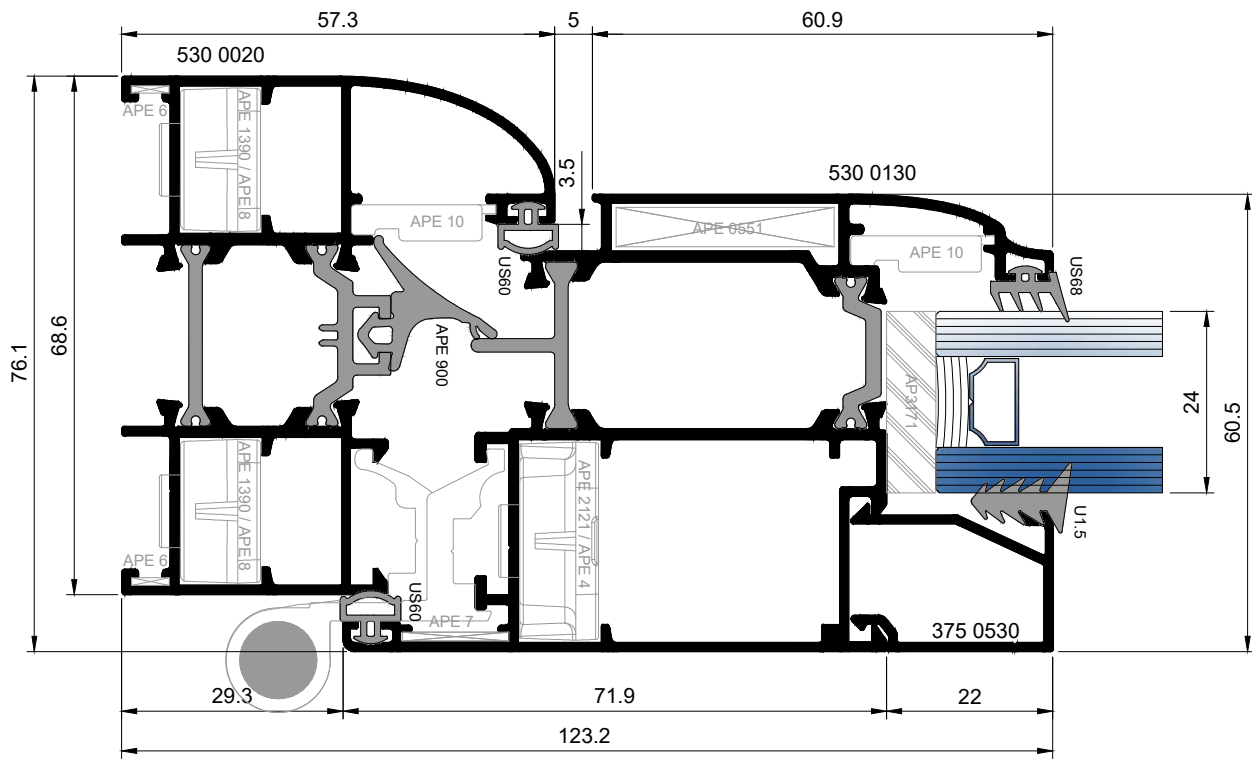 57.3
5
60.9
530 0020
APE 6
APE 1390 / APE 8
APE 10
3.5
530 0130
APE 0551
APE 10
US60
US68
APE 900
76.1
68.6
AP3171
24
60.5
APE 1390 / APE 8
APE 2121 / APE 4
U1.5
APE 6
US60
APE 7
375 0530
29.3
71.9
22
123.2